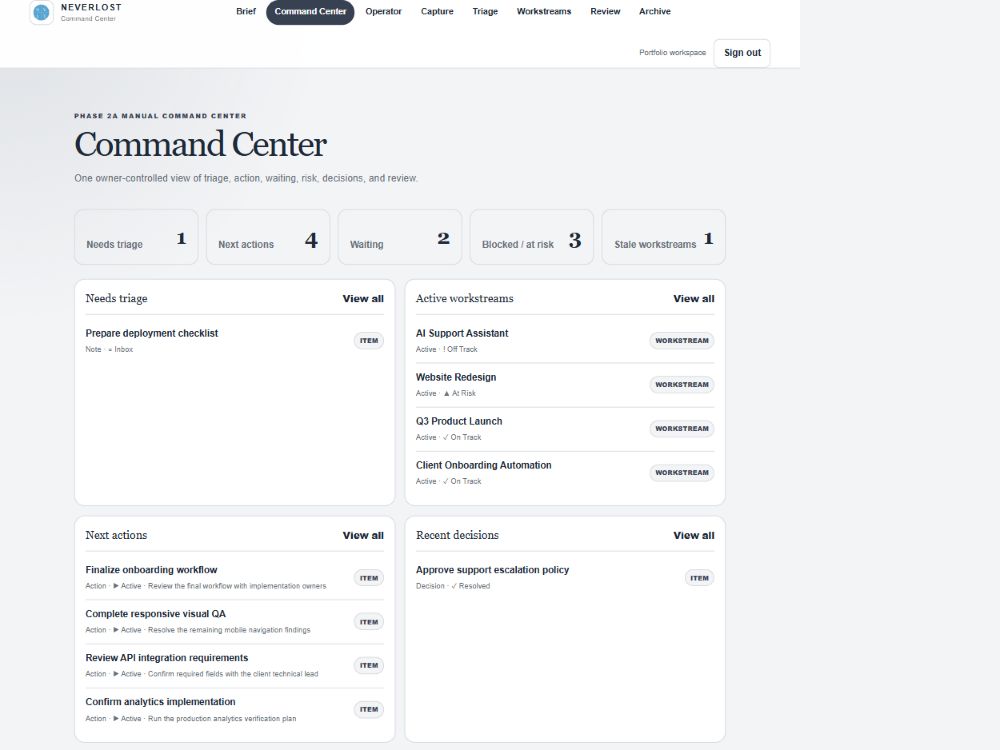 NEVERLOST
Command Center
Brief Command Center Operator Capture Triage Workstreams Review Archive
Portfolio workspace Sign out
PHASE 2A MANUAL COMMAND CENTER
Command Center
One owner-controlled view of triage, action, waiting, risk, decisions, and review.
Needs triage 1
Next actions 4
Waiting 2
Blocked / at risk 3
Stale workstreams 1
Needs triage View all
Prepare deployment checklist ITEM
Note · ▫ Inbox
Active workstreams View all
AI Support Assistant WORKSTREAM
Active · ! Off Track
Website Redesign WORKSTREAM
Active · ▲ At Risk
Q3 Product Launch WORKSTREAM
Active · ✓ On Track
Client Onboarding Automation WORKSTREAM
Active · ✓ On Track
Next actions View all
Finalize onboarding workflow ITEM
Action · ▶ Active · Review the final workflow with implementation owners
Complete responsive visual QA ITEM
Action · ▶ Active · Resolve the remaining mobile navigation findings
Review API integration requirements ITEM
Action · ▶ Active · Confirm required fields with the client technical lead
Confirm analytics implementation ITEM
Action · ▶ Active · Run the production analytics verification plan
Recent decisions View all
Approve support escalation policy ITEM
Decision · ✓ Resolved